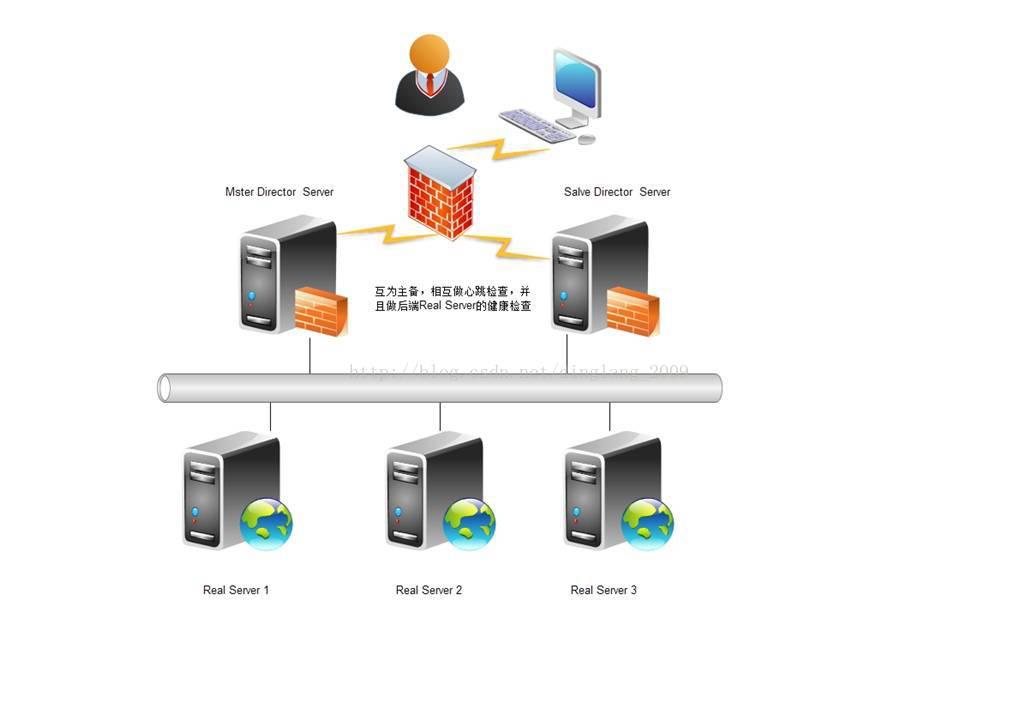 Mster Director  Server
Salve Director  Server
互为主备，相互做心跳检查，并
且做后端Real Server的健康检查
http://blog.csdn.net/qinglang_2009
Real Server 1
Real Server 2
Real Server 3